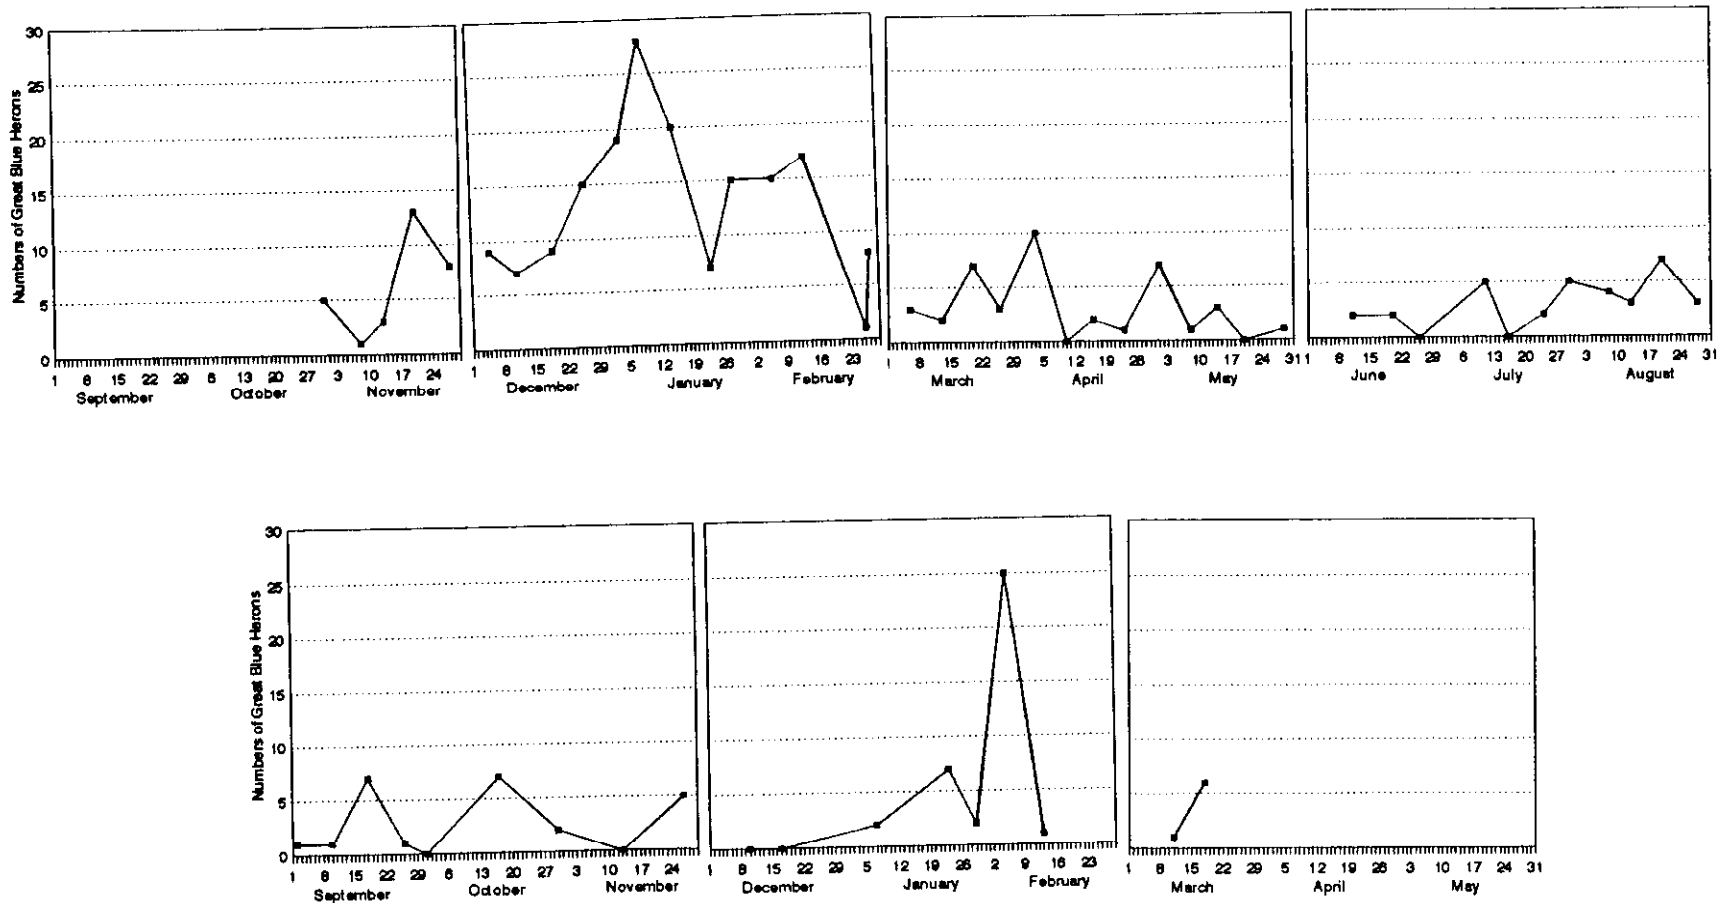 Numbers of Great Blue Herons
30
25
20
15
10
5
0
1 8 15 22 29 6 13 20 27 3 10 17 24
September October November
1 8 15 22 29 5 12 19 26 2 9 16 23
December January February
1 8 15 22 29 5 12 19 26 3 10 17 24 31
March April May
1 8 15 22 29 6 13 20 27 3 10 17 24 31
June July August
Numbers of Great Blue Herons
30
25
20
15
10
5
0
1 8 15 22 29 6 13 20 27 3 10 17 24
September October November
1 8 15 22 29 5 12 19 26 2 9 16 23
December January February
1 8 15 22 29 5 12 19 26 3 10 17 24 31
March April May